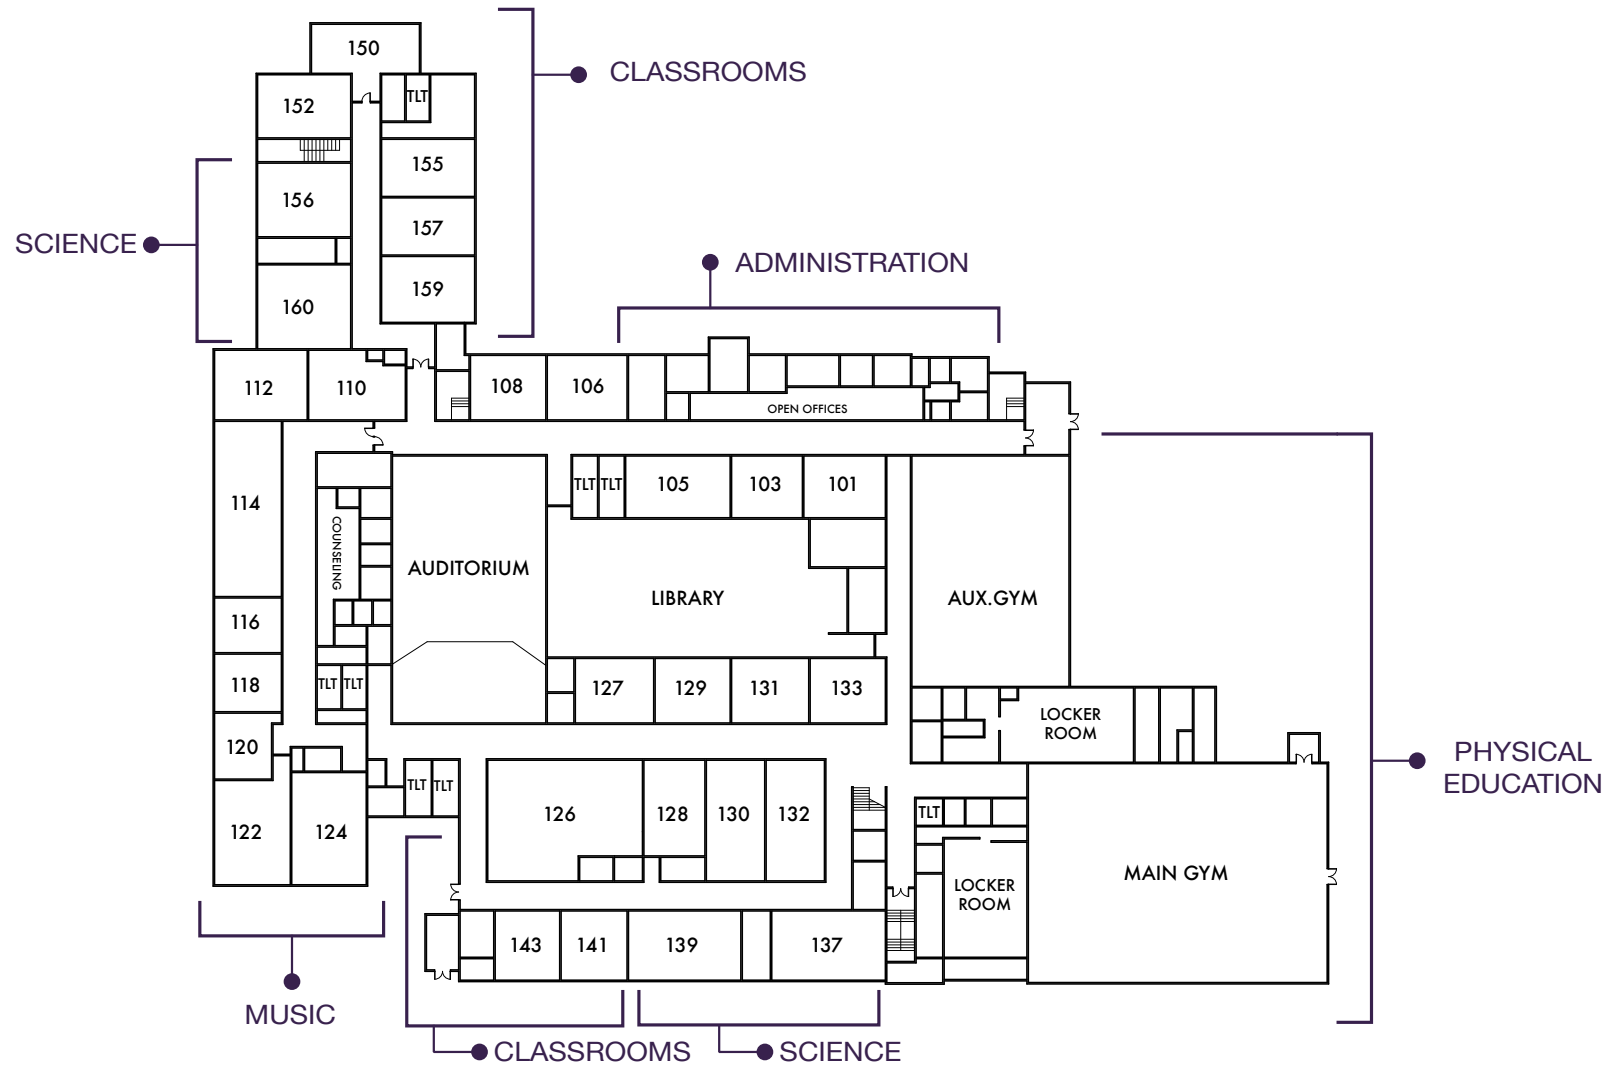 150
CLASSROOMS
152
TLT
155
156
157
SCIENCE
ADMINISTRATION
159
160
112
110
108
106
OPEN OFFICES
114
TLT
TLT
105
103
101
COUNSELING
AUDITORIUM
LIBRARY
AUX.GYM
116
118
TLT
TLT
127
129
131
133
LOCKER
ROOM
120
PHYSICAL
EDUCATION
TLT
TLT
126
128
130
132
TLT
122
124
MAIN GYM
LOCKER
ROOM
143
141
139
137
MUSIC
CLASSROOMS
SCIENCE